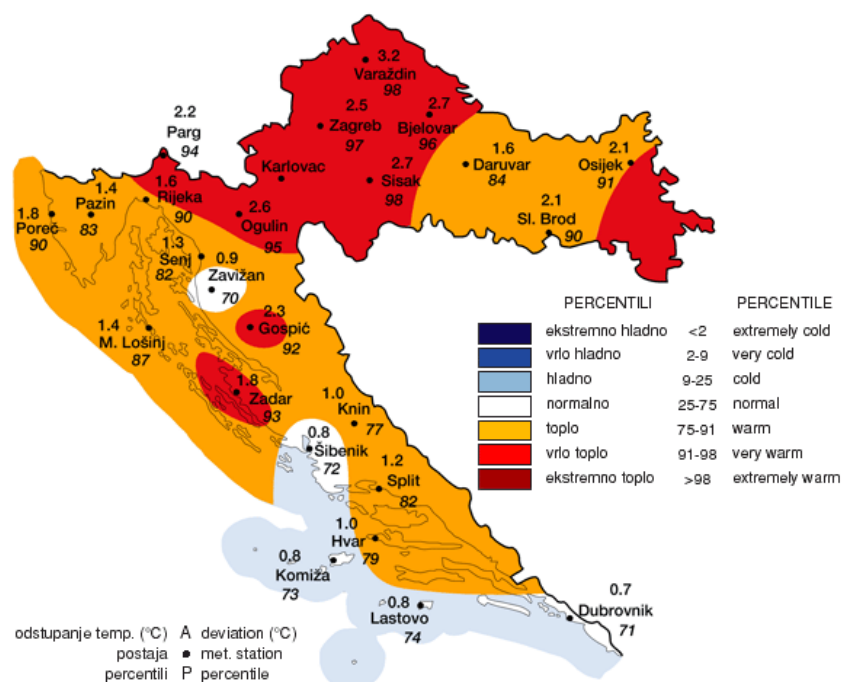 3.2
Varaždin
98
2.5
Zagreb
97
2.7
Bjelovar
96
2.2
Parg
94
1.6
Daruvar
84
2.1
Osijek
91
Karlovac
2.7
Sisak
98
1.6
Rijeka
90
1.4
Pazin
83
1.8
Poreč
90
2.6
Ogulin
95
2.1
Sl. Brod
90
1.3
Senj
82
0.9
Zavižan
70
2.3
Gospić
92
1.4
M. Lošinj
87
1.8
Zadar
93
1.0
Knin
77
0.8
Šibenik
72
1.2
Split
82
1.0
Hvar
79
0.8
Komiža
73
0.8
Lastovo
74
0.7
Dubrovnik
71
PERCENTILI PERCENTILE
ekstremno hladno <2 extremely cold
vrlo hladno 2-9 very cold
hladno 9-25 cold
normalno 25-75 normal
toplo 75-91 warm
vrlo toplo 91-98 very warm
ekstremno toplo >98 extremely warm
odstupanje temp. (°C) A deviation (°C)
postaja met. station
percentili P percentile